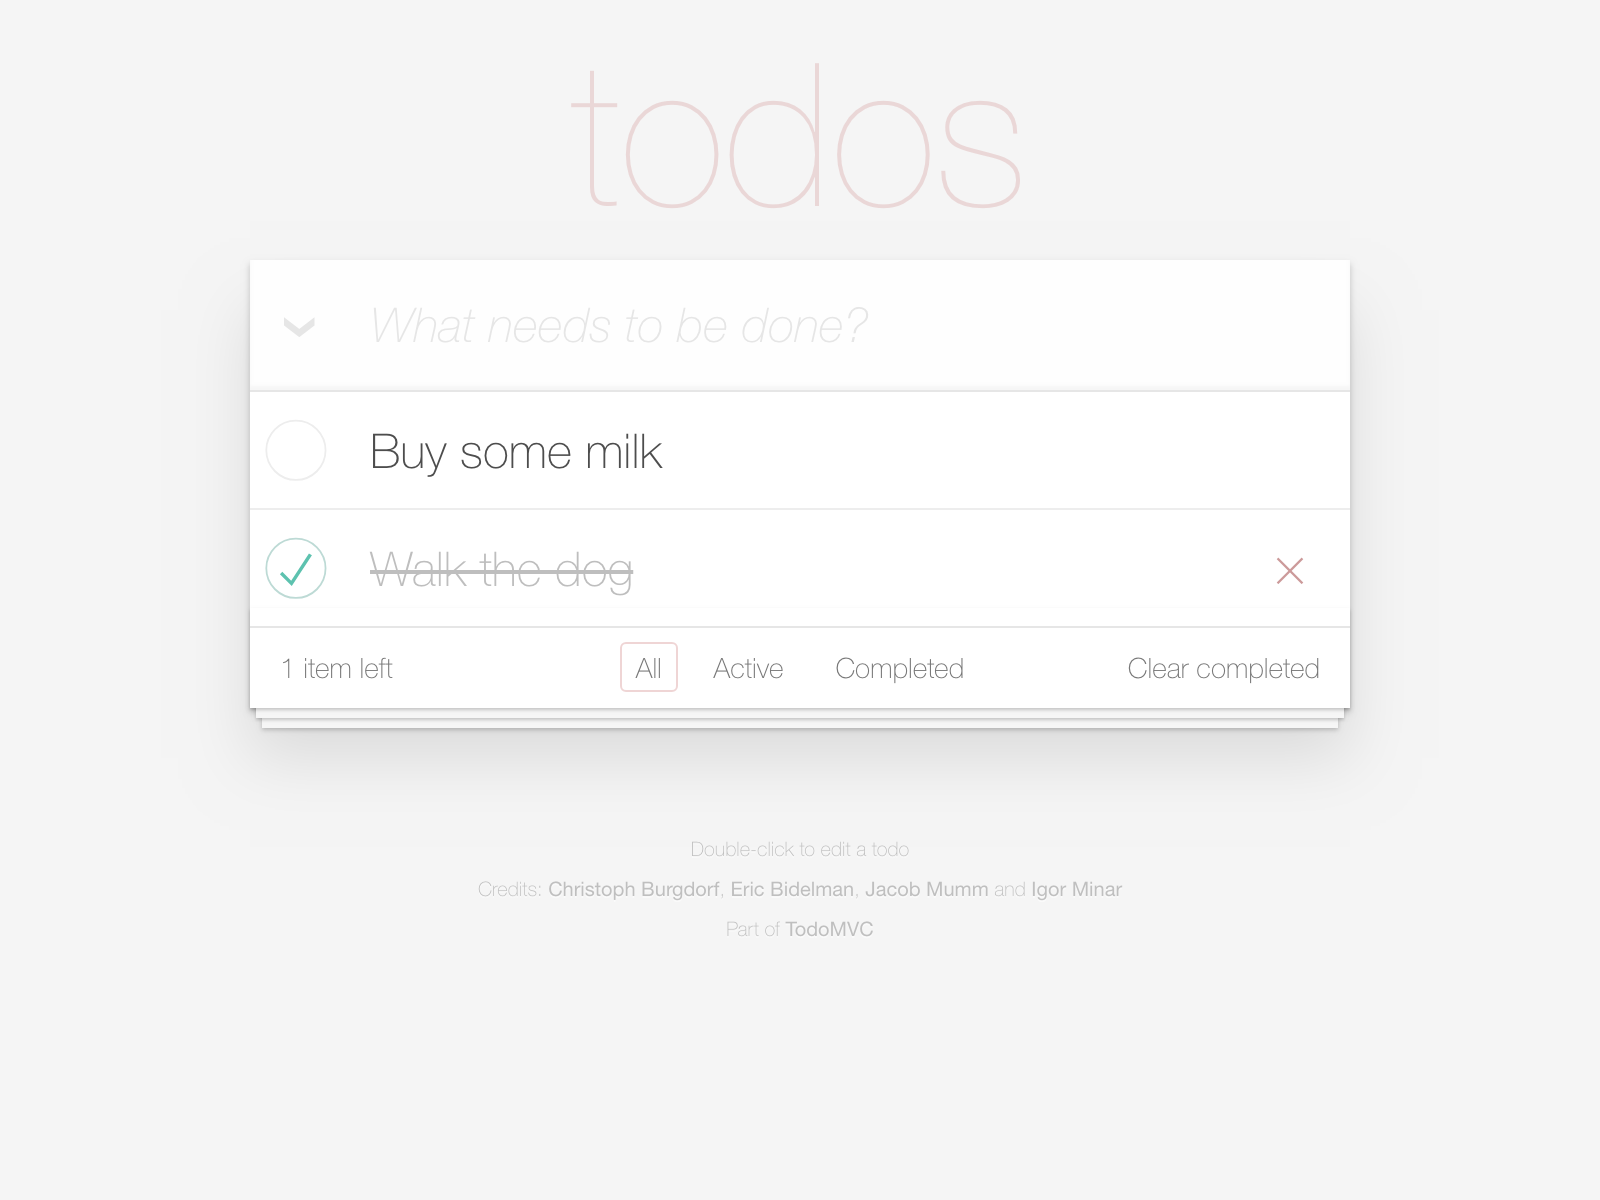 todos
What needs to be done?
Buy some milk
Walk the dog
1 item left All Active Completed Clear completed
Double-click to edit a todo
Credits: Christoph Burgdorf, Eric Bidelman, Jacob Mumm and Igor Minar
Part of TodoMVC